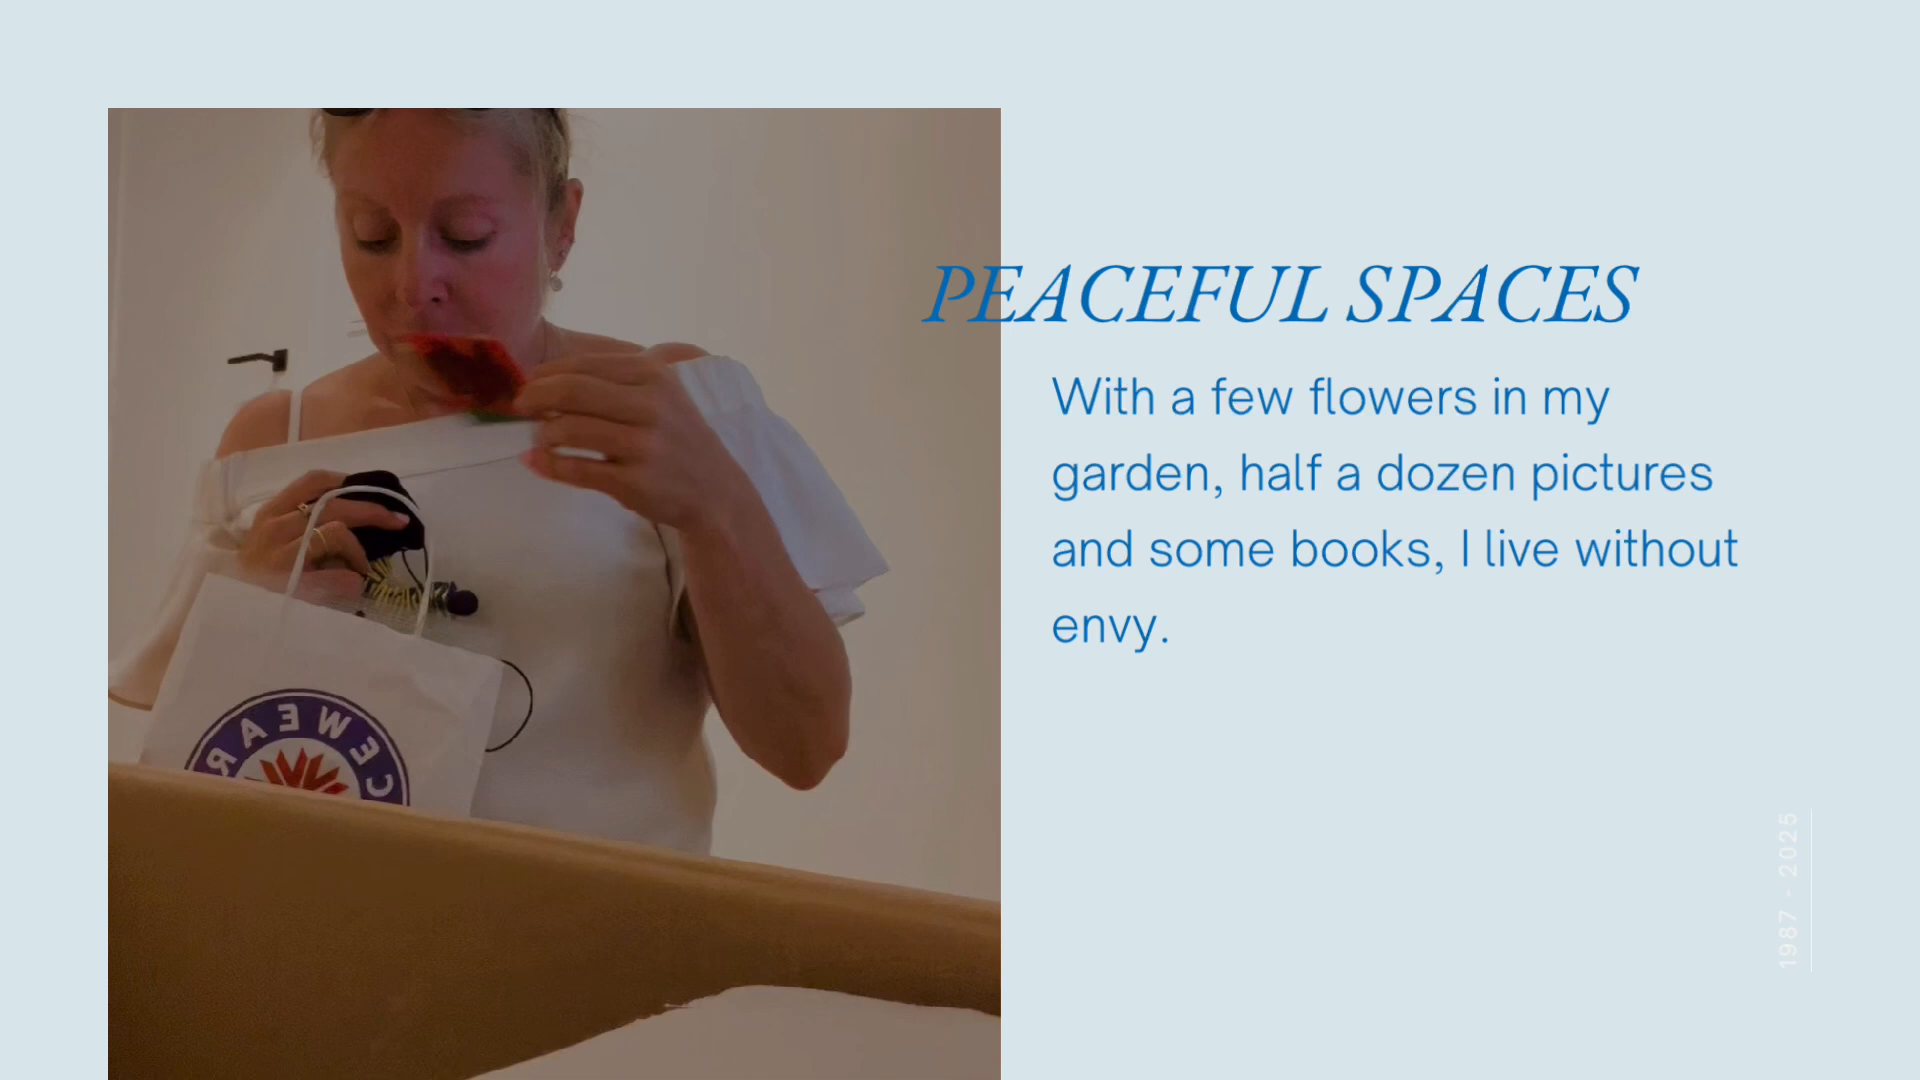 PEACEFUL SPACES
With a few flowers in my
garden, half a dozen pictures
and some books, I live without
envy.
CEWEAR
1987 - 2025